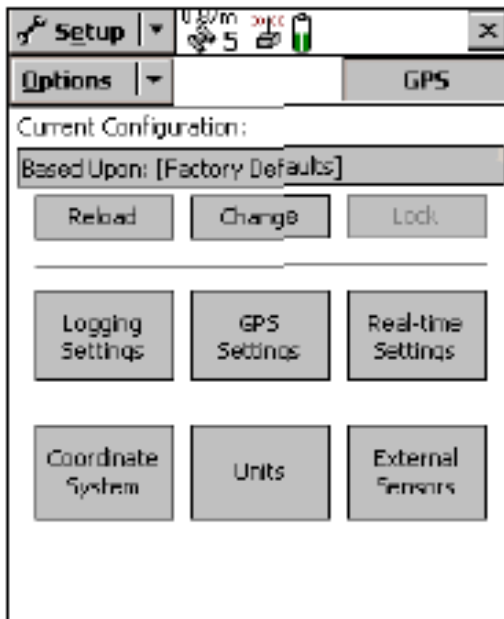 Setup
5
Options GPS
Current Configuration:
Based Upon: [Factory Defaults]
Reload Change Lock
Logging Settings
GPS Settings
Real-time Settings
Coordinate System
Units
External Sensors